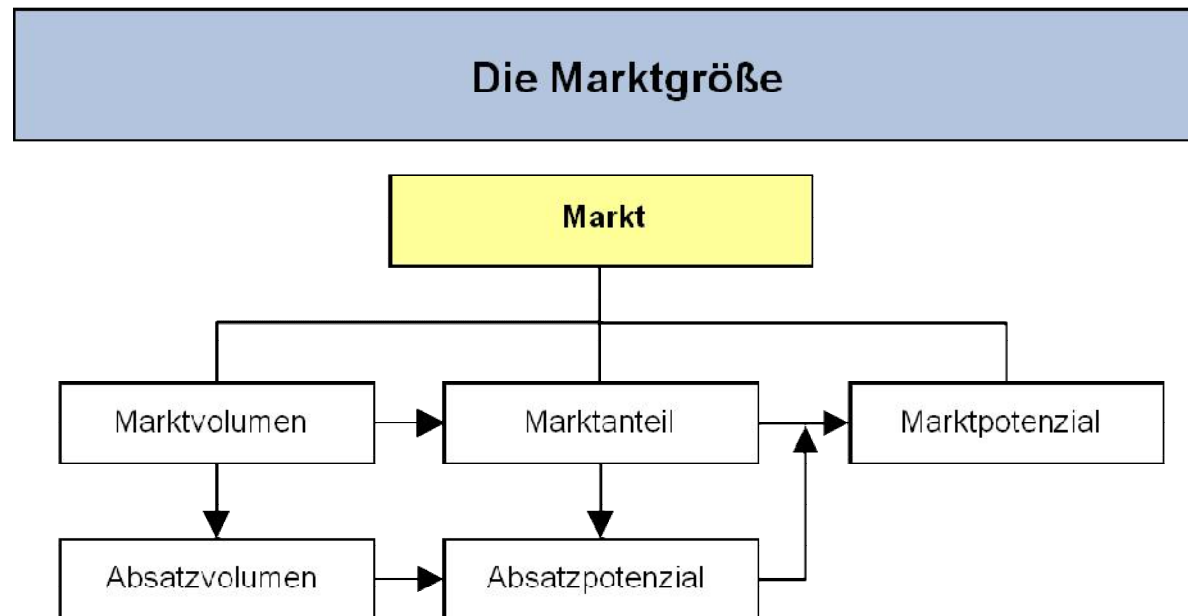 Die Marktgröße
Markt
Marktvolumen
Marktanteil
Marktpotenzial
Absatzvolumen
Absatzpotenzial